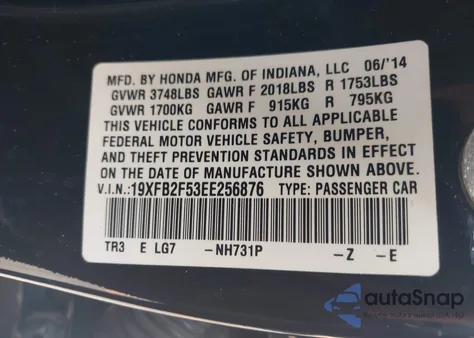 MFD. BY HONDA MFG. OF INDIANA, LLC 06/'14
GVWR 3748LBS GAWR F 2018LBS R 1753LBS
GVWR 1700KG GAWR F 915KG R 795KG
THIS VEHICLE CONFORMS TO ALL APPLICABLE
FEDERAL MOTOR VEHICLE SAFETY, BUMPER,
AND THEFT PREVENTION STANDARDS IN EFFECT
ON THE DATE OF MANUFACTURE SHOWN ABOVE.
V.I.N.: 19XFB2F53EE256876 TYPE: PASSENGER CAR
TR3 E LG7 -NH731P -Z -E
autoSnap